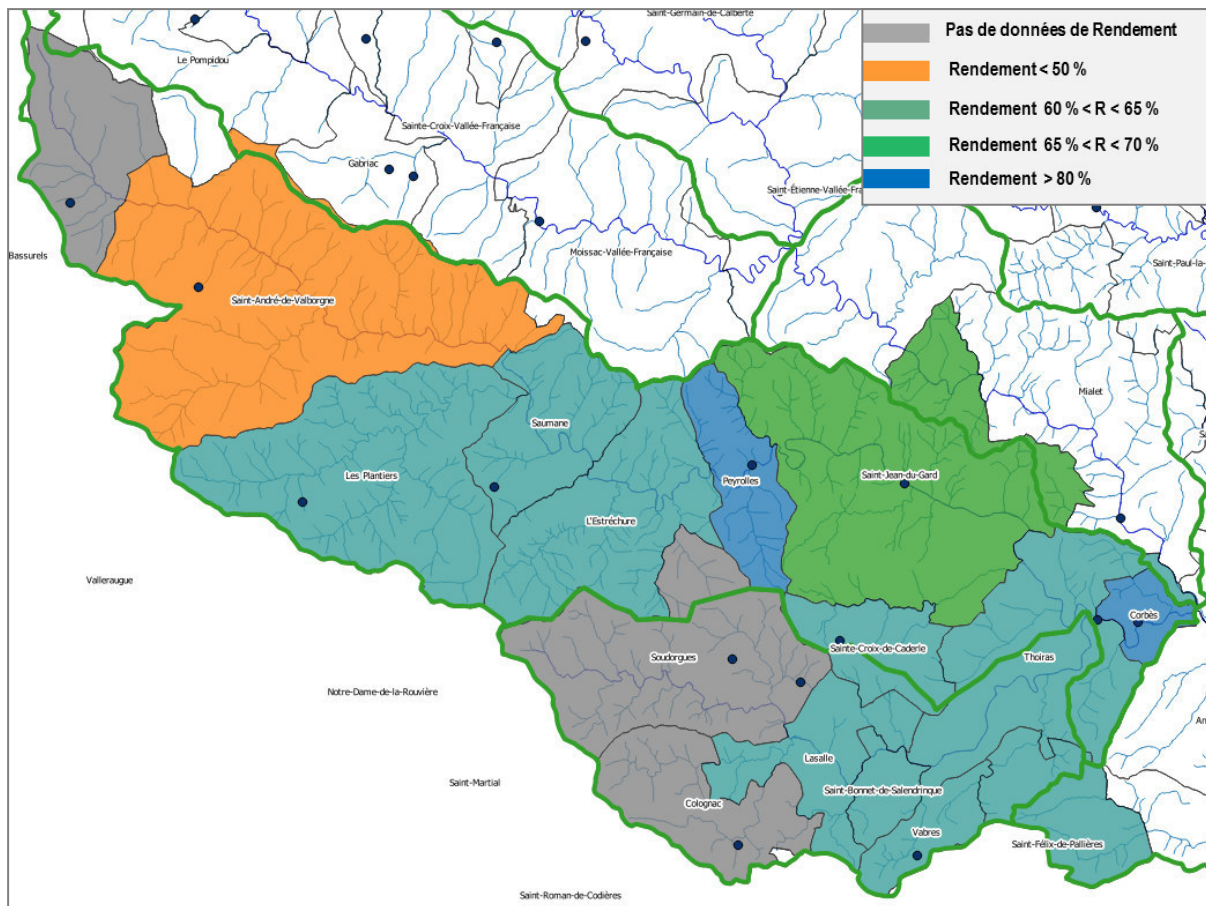 Pas de données de Rendement
Rendement < 50 %
Rendement 60 % < R < 65 %
Rendement 65 % < R < 70 %
Rendement > 80 %
Saint-Germain-de-Calberte
Le Pompidou
Sainte-Croix-Vallée-Française
Gabriac
Saint-Étienne-Vallée-Fra
Bassurels
Moissac-Vallée-Française
Saint-Paul-la-
Saint-André-de-Valborgne
Mialet
Saumane
Les Plantiers
Peyrolles
Saint-Jean-du-Gard
L'Estréchure
Valleraugue
Corbès
Sainte-Croix-de-Caderle
Soudorgues
Thoiras
Notre-Dame-de-la-Rouvière
An
Lasalle
Saint-Martial
Saint-Bonnet-de-Salendrinque
Colognac
Vabres
Saint-Félix-de-Pallières
Saint-Roman-de-Codières